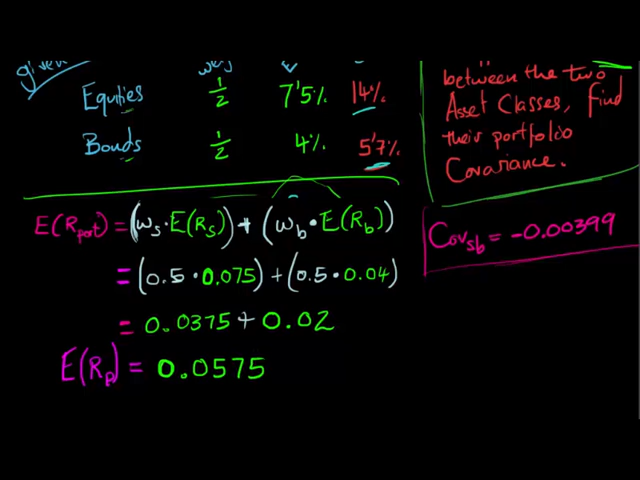 given
Equities 1/2 7'5% 14%
Bonds 1/2 4% 5'7%
between the two
Asset Classes, find
their portfolio
Covariance.
Cov_sb = -0.00399
E(R_port) = (w_s · E(R_s)) + (w_b · E(R_b))
= (0.5 · 0.075) + (0.5 · 0.04)
= 0.0375 + 0.02
E(R_p) = 0.0575